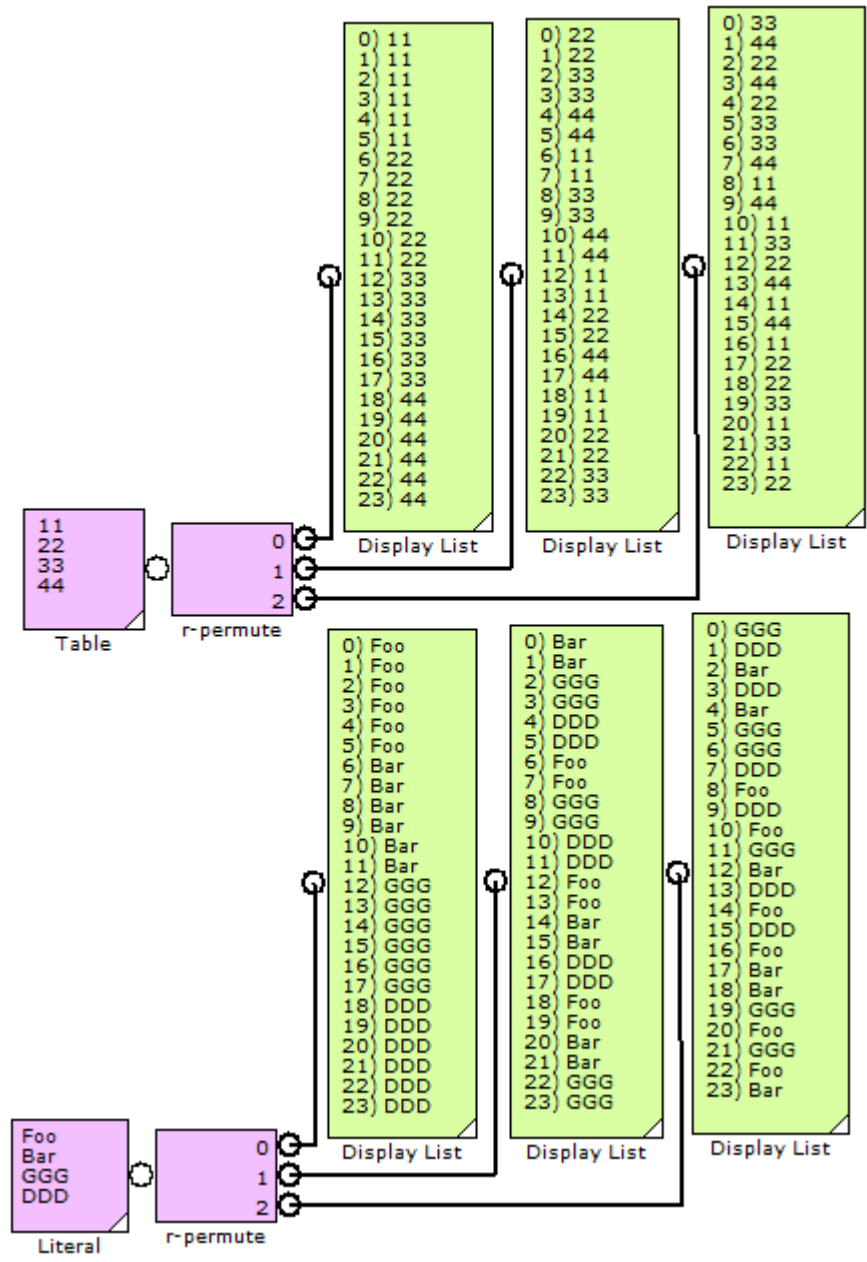 0) 11
1) 11
2) 11
3) 11
4) 11
5) 11
6) 22
7) 22
8) 22
9) 22
10) 22
11) 22
12) 33
13) 33
14) 33
15) 33
16) 33
17) 33
18) 44
19) 44
20) 44
21) 44
22) 44
23) 44
Display List
0) 22
1) 22
2) 33
3) 33
4) 44
5) 44
6) 11
7) 11
8) 33
9) 33
10) 44
11) 44
12) 11
13) 11
14) 22
15) 22
16) 44
17) 44
18) 11
19) 11
20) 22
21) 22
22) 33
23) 33
Display List
0) 33
1) 44
2) 22
3) 44
4) 22
5) 33
6) 33
7) 44
8) 11
9) 44
10) 11
11) 33
12) 22
13) 44
14) 11
15) 44
16) 11
17) 22
18) 22
19) 33
20) 11
21) 33
22) 11
23) 22
Display List
11
22
33
44
Table
0
1
2
r-permute
0) Foo
1) Foo
2) Foo
3) Foo
4) Foo
5) Foo
6) Bar
7) Bar
8) Bar
9) Bar
10) Bar
11) Bar
12) GGG
13) GGG
14) GGG
15) GGG
16) GGG
17) GGG
18) DDD
19) DDD
20) DDD
21) DDD
22) DDD
23) DDD
Display List
0) Bar
1) Bar
2) GGG
3) GGG
4) DDD
5) DDD
6) Foo
7) Foo
8) GGG
9) GGG
10) DDD
11) DDD
12) Foo
13) Foo
14) Bar
15) Bar
16) DDD
17) DDD
18) Foo
19) Foo
20) Bar
21) Bar
22) GGG
23) GGG
Display List
0) GGG
1) DDD
2) Bar
3) DDD
4) Bar
5) GGG
6) GGG
7) DDD
8) Foo
9) DDD
10) Foo
11) GGG
12) Bar
13) DDD
14) Foo
15) DDD
16) Foo
17) Bar
18) Bar
19) GGG
20) Foo
21) GGG
22) Foo
23) Bar
Display List
Foo
Bar
GGG
DDD
Literal
0
1
2
r-permute